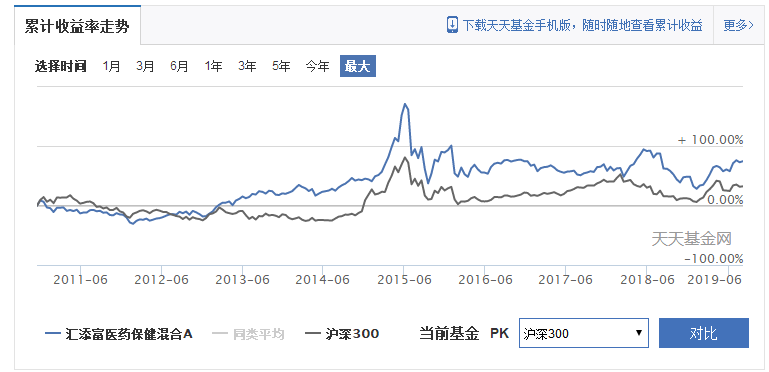 累计收益率走势
下载天天基金手机版，随时随地查看累计收益
更多>
选择时间 1月 3月 6月 1年 3年 5年 今年 最大
+ 100.00%
0.00%
天天基金网
-100.00%
2011-06 2012-06 2013-06 2014-06 2015-06 2016-06 2017-06 2018-06 2019-06
汇添富医药保健混合A 同类平均 沪深300 当前基金 PK 沪深300 对比